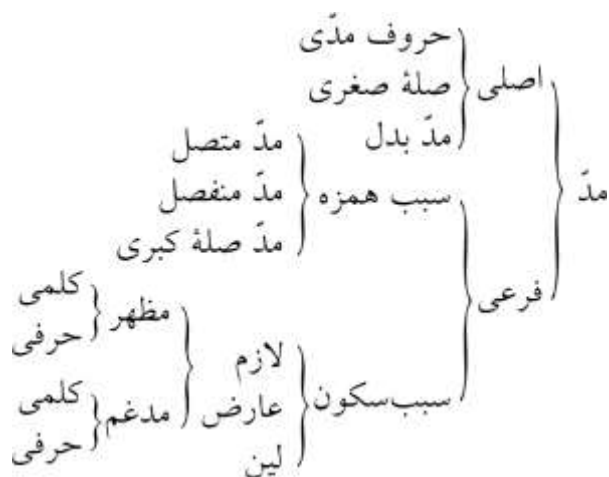 مدّ
اصلی
حروف مدّی
صلهٔ صغری
مدّ بدل
فرعی
سبب همزه
مدّ متصل
مدّ منفصل
مدّ صلهٔ کبری
سبب‌سکون
لازم
عارض
لین
مظهر
کلمی
حرفی
مدغم
کلمی
حرفی